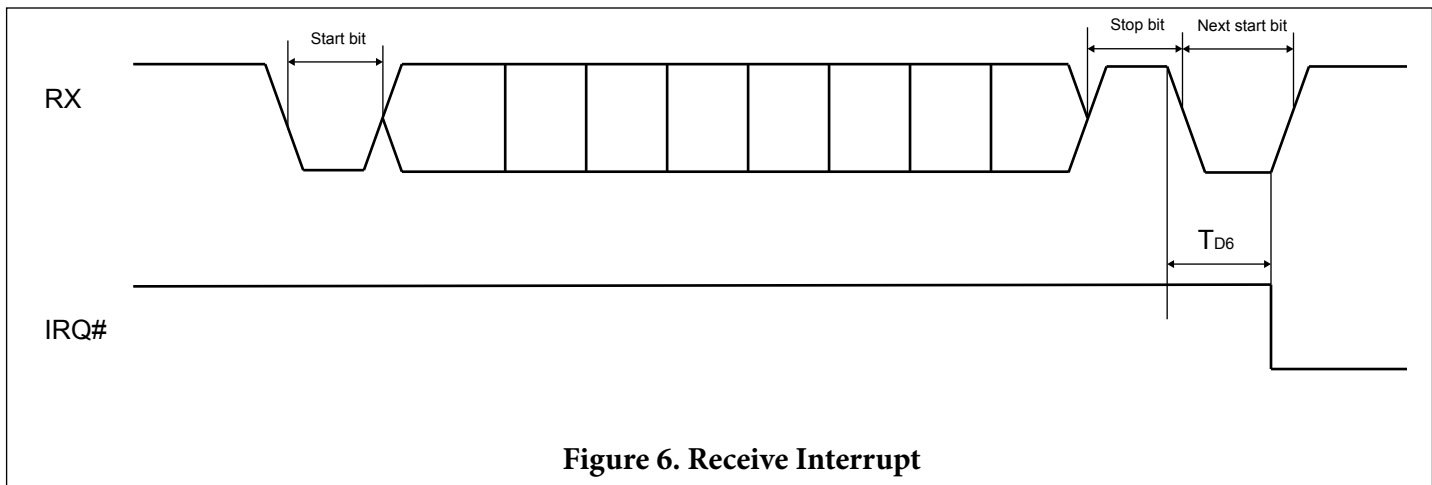 Start bit
Stop bit
Next start bit
RX
TD6
IRQ#
Figure 6. Receive Interrupt